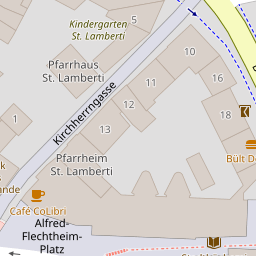 Kindergarten
St. Lamberti
5
10
Pfarrhaus
St. Lamberti
11
16
12
18
Kirchherrngasse
1
13
Pfarrheim
St. Lamberti
Bült
Café CoLibri
Alfred-
Flechtheim-
Platz